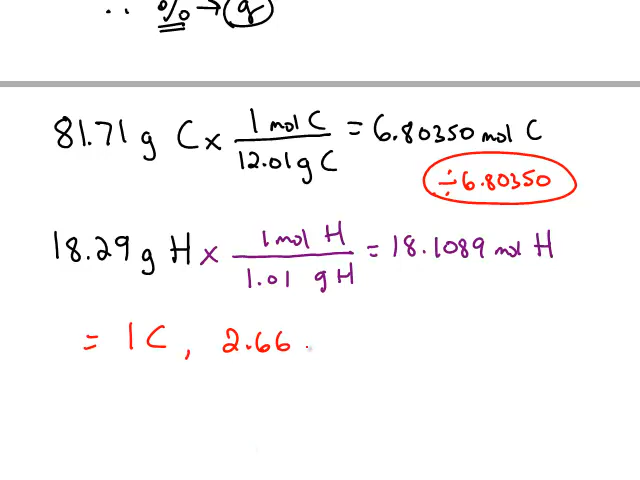 ∴ % → g
81.71 g C x 1 mol C / 12.01 g C = 6.80350 mol C
÷ 6.80350
18.29 g H x 1 mol H / 1.01 g H = 18.1089 mol H
= 1 C , 2.66